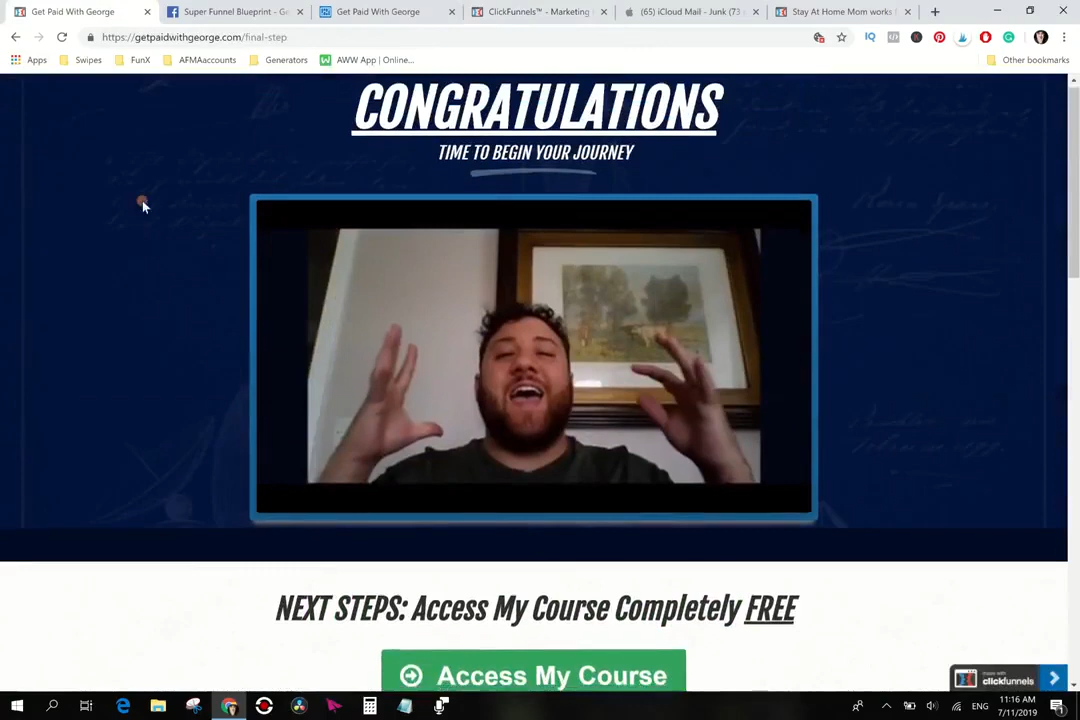 Get Paid With George
Super Funnel Blueprint - Ge
Get Paid With George
ClickFunnels™ - Marketing
(65) iCloud Mail - Junk (73
Stay At Home Mom works
https://getpaidwithgeorge.com/final-step
IQ
G
Apps
Swipes
FunX
AFMAaccounts
Generators
W
AWW App | Online...
Other bookmarks
CONGRATULATIONS
TIME TO BEGIN YOUR JOURNEY
NEXT STEPS: Access My Course Completely FREE
Access My Course
made with
clickfunnels
ENG
11:16 AM
7/11/2019